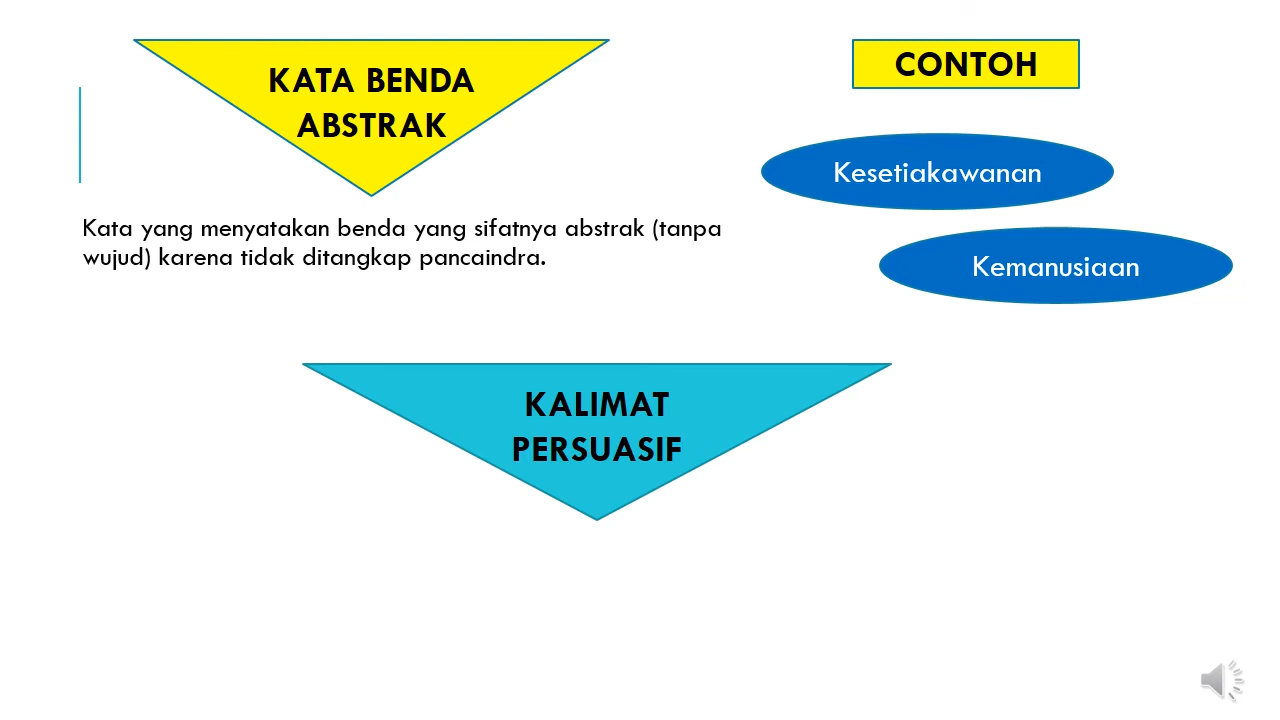 KATA BENDA
ABSTRAK
Kata yang menyatakan benda yang sifatnya abstrak (tanpa
wujud) karena tidak ditangkap pancaindra.
CONTOH
Kesetiakawanan
Kemanusiaan
KALIMAT
PERSUASIF